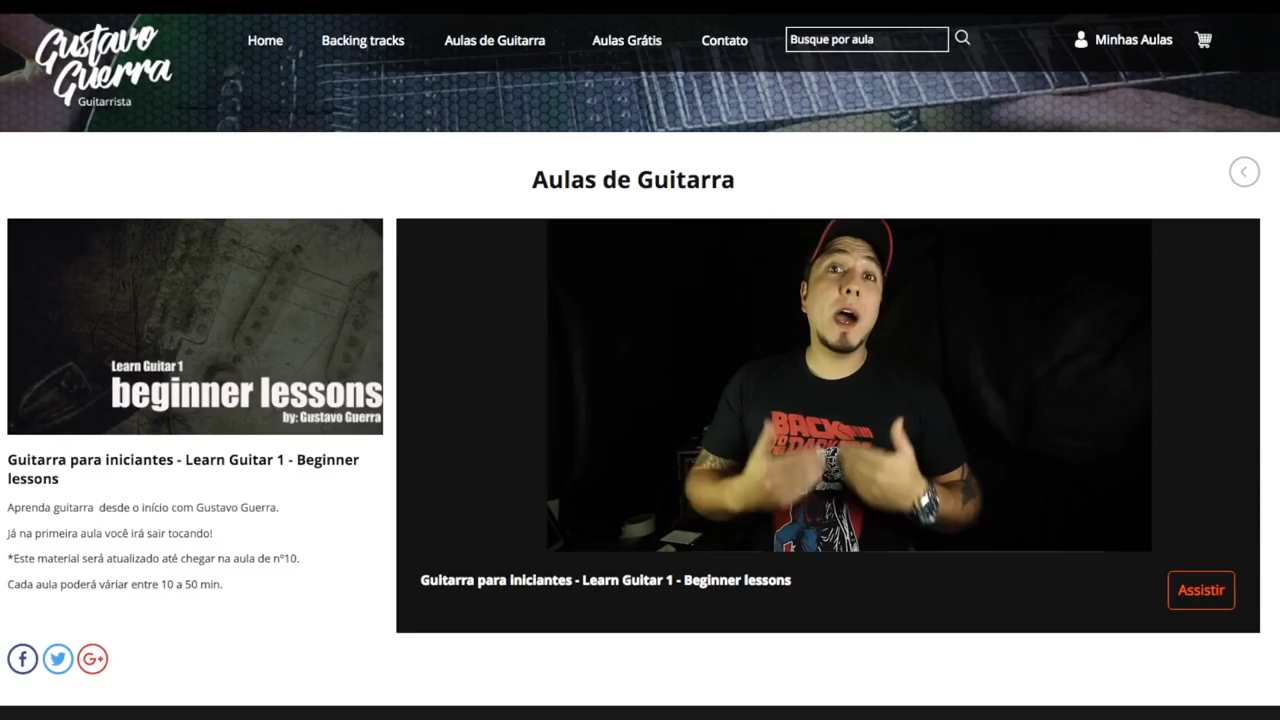 Gustavo
Guerra
Guitarrista
Home
Backing tracks
Aulas de Guitarra
Aulas Grátis
Contato
Busque por aula
Minhas Aulas
Aulas de Guitarra
Learn Guitar 1
beginner lessons
by: Gustavo Guerra
Guitarra para iniciantes - Learn Guitar 1 - Beginner
lessons
Aprenda guitarra desde o início com Gustavo Guerra.
Já na primeira aula você irá sair tocando!
*Este material será atualizado até chegar na aula de nº10.
Cada aula poderá váriar entre 10 a 50 min.
BACK
Guitarra para iniciantes - Learn Guitar 1 - Beginner lessons
Assistir
f
G+